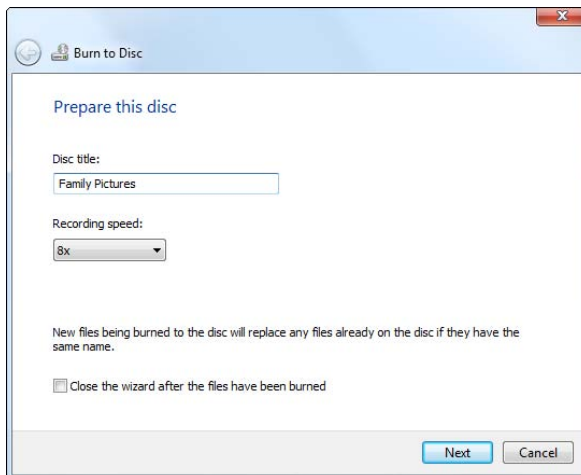 Burn to Disc
Prepare this disc
Disc title:
Family Pictures
Recording speed:
8x
New files being burned to the disc will replace any files already on the disc if they have the
same name.
Close the wizard after the files have been burned
Next Cancel